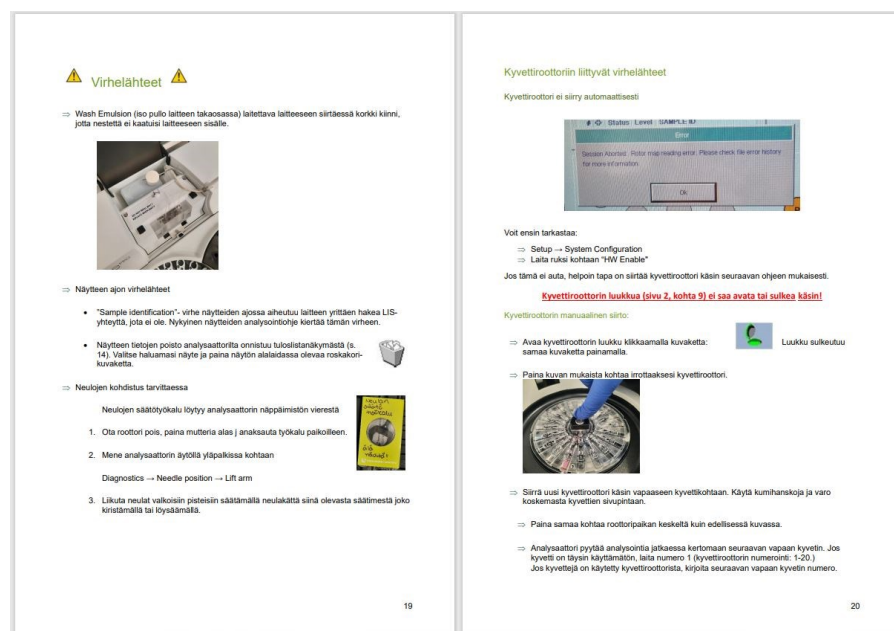 Virhelähteet
⇒ Wash Emulsion (iso pullo laitteen takaosassa) laitettava laitteeseen siirtäessä korkki kiinni,
jotta nestettä ei kaatuisi laitteeseen sisälle.
⇒ Näytteen ajon virhelähteet
• "Sample identification"- virhe näytteiden ajossa aiheutuu laitteen yrittäen hakea LIS-
yhteyttä, jota ei ole. Nykyinen näytteiden analysointiohje kiertää tämän virheen.
• Näytteen tietojen poisto analysaattorilta onnistuu tuloslistanäkymästä (s.
14). Valitse haluamasi näyte ja paina näytön alalaidassa olevaa roskakori-
kuvaketta.
⇒ Neulojen kohdistus tarvittaessa
Neulojen säätötyökalu löytyy analysaattorin näppäimistön vierestä
1. Ota roottori pois, paina mutteria alas j anaksauta työkalu paikoilleen.
2. Mene analysaattorin äytöllä yläpalkissa kohtaan
Diagnostics → Needle position → Lift arm
3. Liikuta neulat valkoisiin pisteisiin säätämällä neulakättä siinä olevasta säätimestä joko
kiristämällä tai löysäämällä.
19
Kyvettiroottoriin liittyvät virhelähteet
Kyvettiroottori ei siirry automaattisesti
Status Level SAMPLE ID
Error
Session Aborted : Rotor map reading error. Please check file error history
for more information.
Ok
Voit ensin tarkastaa:
⇒ Setup → System Configuration
⇒ Laita ruksi kohtaan "HW Enable"
Jos tämä ei auta, helpoin tapa on siirtää kyvettiroottori käsin seuraavan ohjeen mukaisesti.
Kyvettiroottorin luukkua (sivu 2, kohta 9) ei saa avata tai sulkea käsin!
Kyvettiroottorin manuaalinen siirto:
⇒ Avaa kyvettiroottorin luukku klikkaamalla kuvaketta: Luukku sulkeutuu
samaa kuvaketta painamalla.
⇒ Paina kuvan mukaista kohtaa irrottaaksesi kyvettiroottori.
⇒ Siirrä uusi kyvettiroottori käsin vapaaseen kyvettikohtaan. Käytä kumihanskoja ja varo
koskemasta kyvettien sivupintaan.
⇒ Paina samaa kohtaa roottoripaikan keskeltä kuin edellisessä kuvassa.
⇒ Analysaattori pyytää analysointia jatkaessa kertomaan seuraavan vapaan kyvetin. Jos
kyvetti on täysin käyttämätön, laita numero 1 (kyvettiroottorin numerointi: 1-20.)
Jos kyvettejä on käytetty kyvettiroottorista, kirjoita seuraavan vapaan kyvetin numero.
20